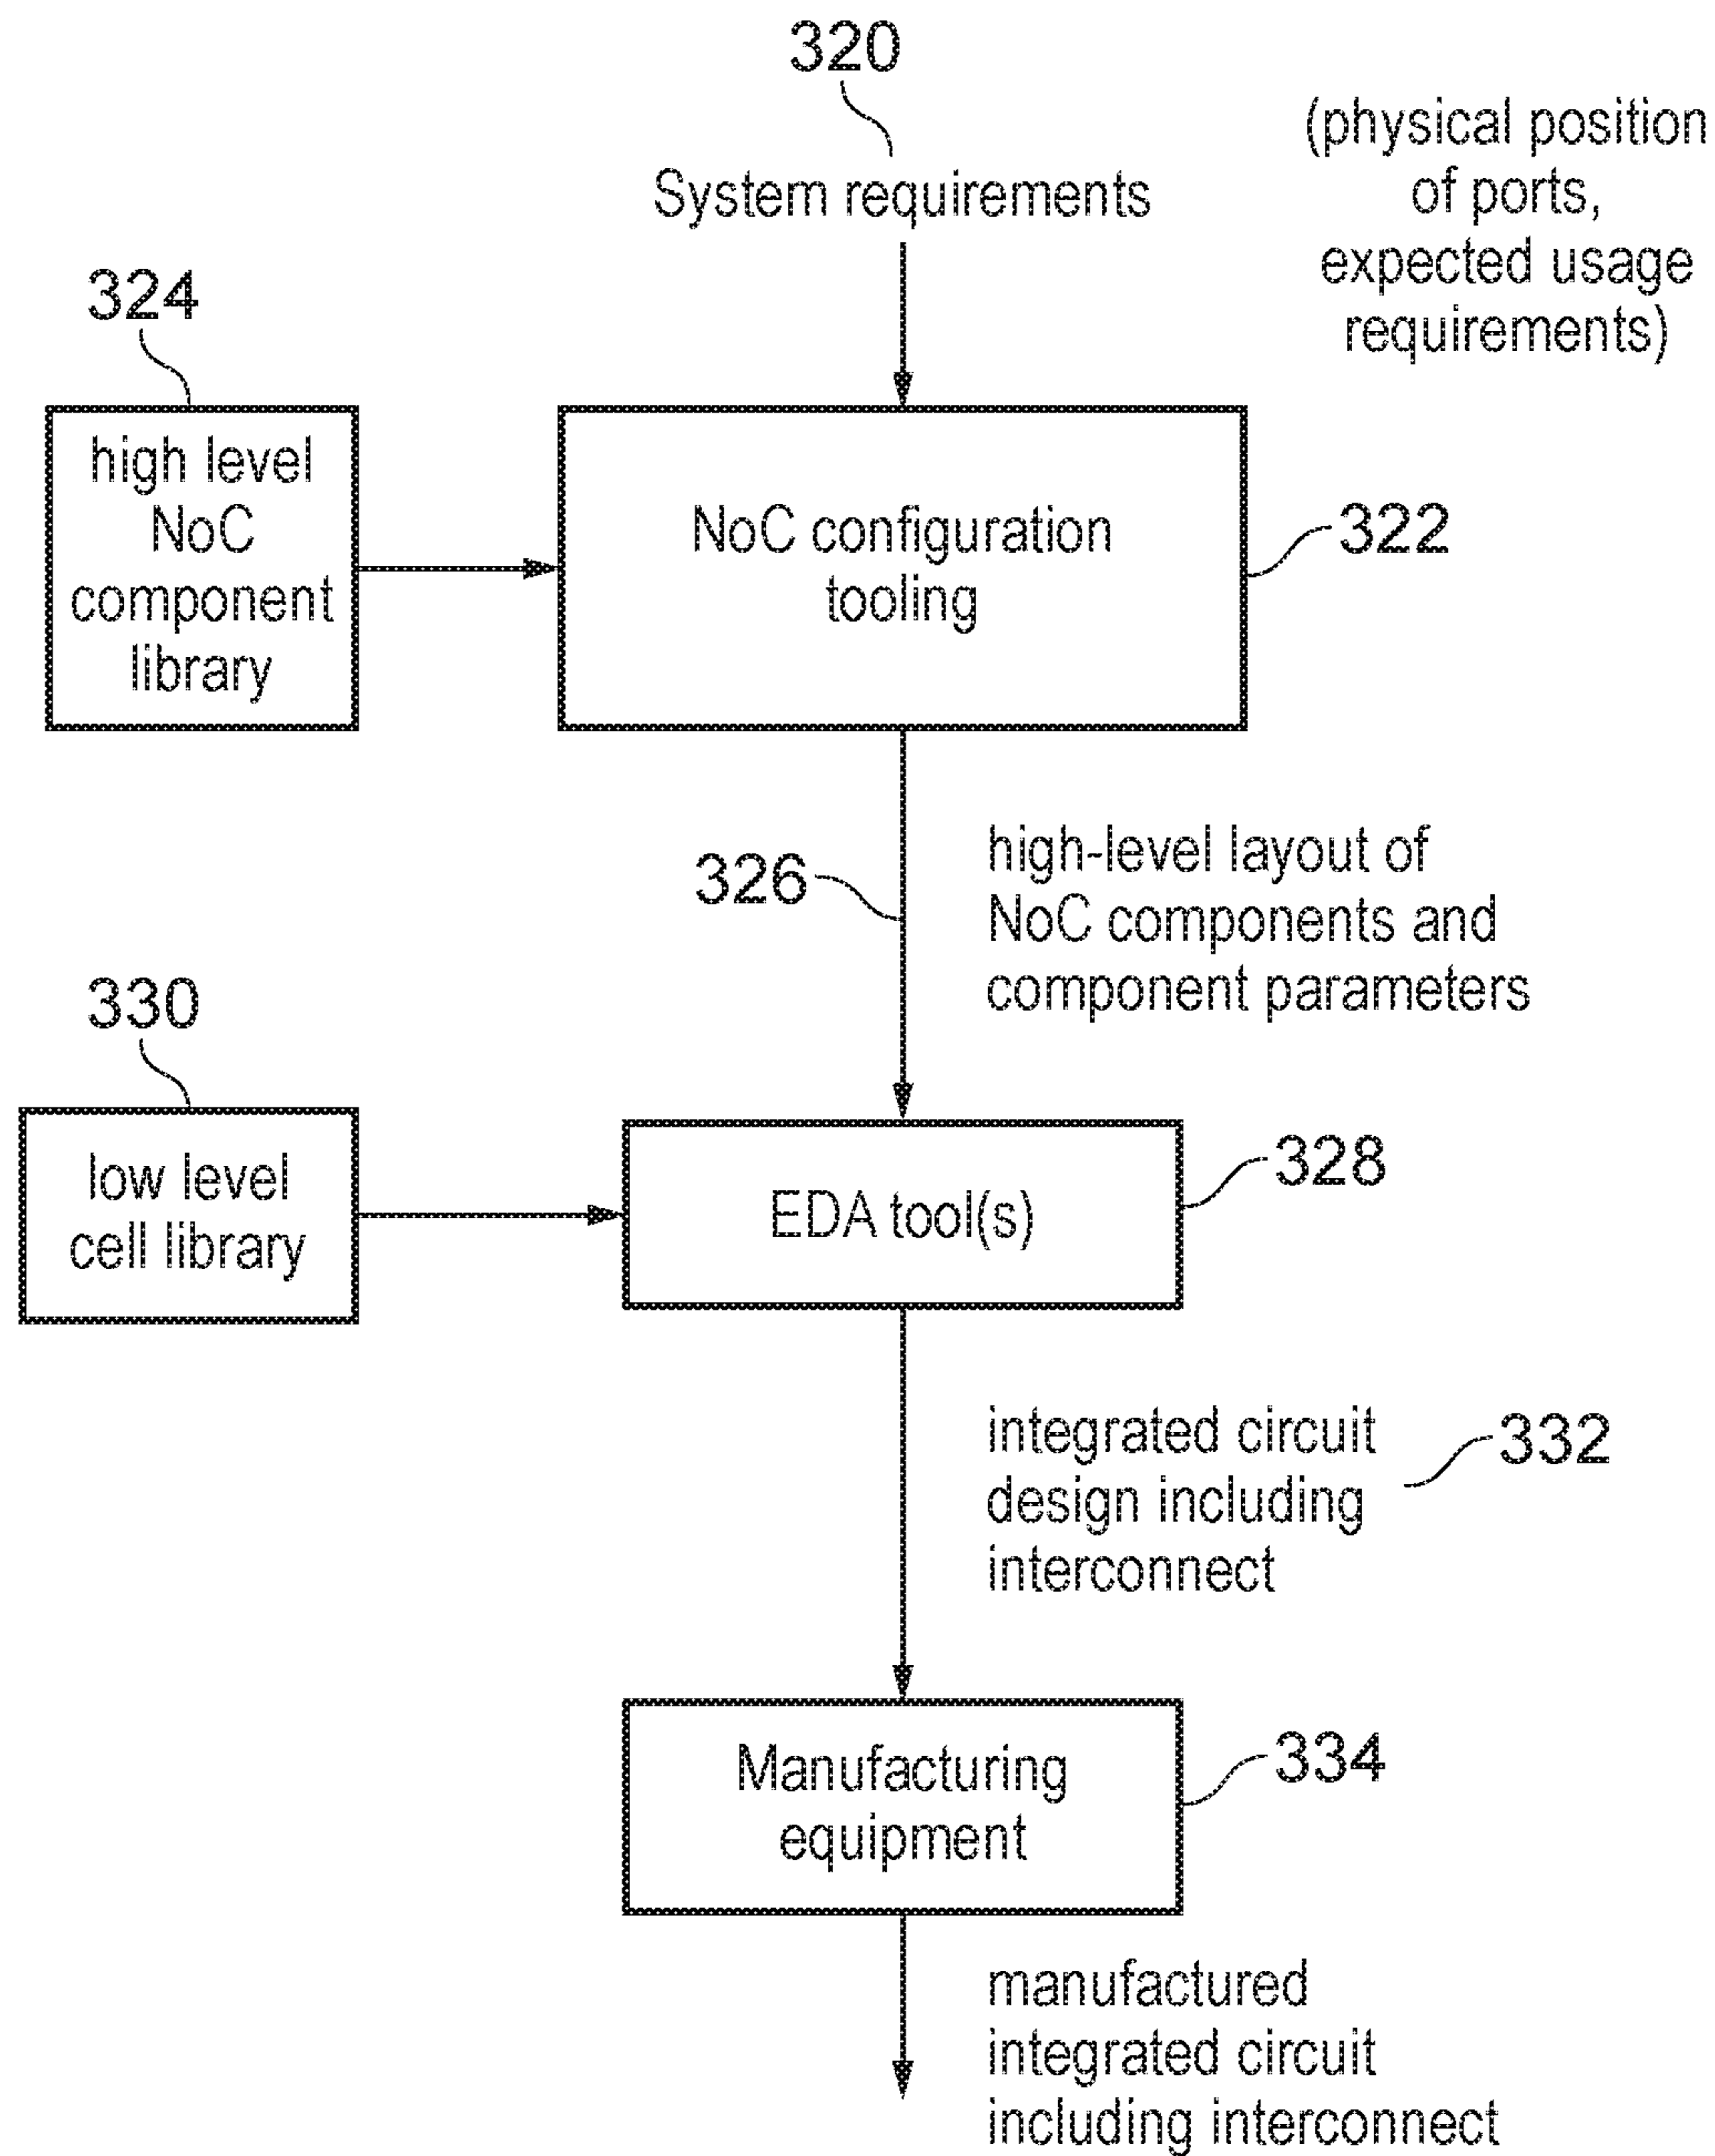 320
System requirements
(physical position
of ports,
expected usage
requirements)
324
high level
NoC
component
library
NoC configuration
tooling
322
326
high-level layout of
NoC components and
component parameters
330
low level
cell library
EDA tool(s)
328
integrated circuit
design including
interconnect
332
Manufacturing
equipment
334
manufactured
integrated circuit
including interconnect